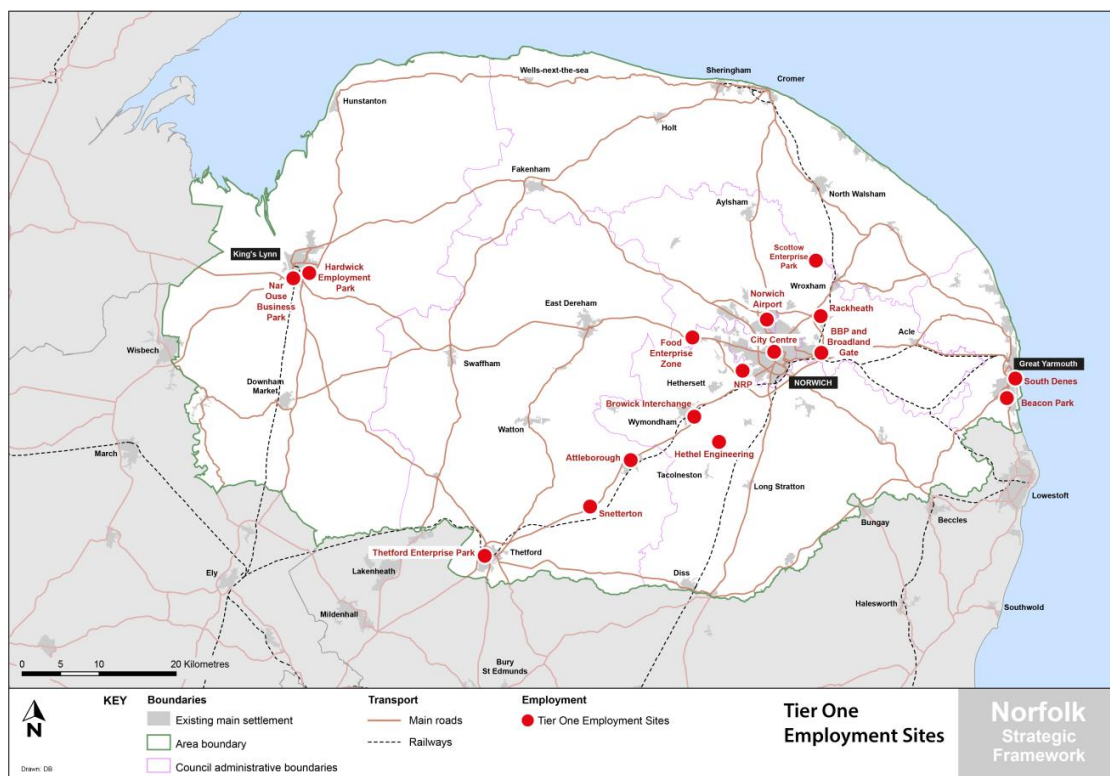 Wells-next-the-sea
Sheringham
Cromer
Hunstanton
Holt
Fakenham
North Walsham
Aylsham
King's Lynn
Hardwick
Employment
Park
Nar
Ouse
Business
Park
Scottow
Enterprise
Park
Wroxham
Norwich
Airport
Rackheath
East Dereham
BBP and
Broadland
Gate
Acle
City Centre
Food
Enterprise
Zone
Wisbech
Swaffham
Great Yarmouth
South Denes
Beacon Park
Hethersett
NRP
NORWICH
Downham
Market
Browick Interchange
Wymondham
Watton
March
Attleborough
Hethel Engineering
Tacolneston
Long Stratton
Lowestoft
Snetterton
Bungay
Beccles
Thetford Enterprise Park
Thetford
Lakenheath
Ely
Diss
Mildenhall
Halesworth
Southwold
Bury
St Edmunds
0 5 10 20 Kilometres
N
Drawn: DB
KEY
Boundaries
Existing main settlement
Area boundary
Council administrative boundaries
Transport
Main roads
Railways
Employment
Tier One Employment Sites
Tier One
Employment Sites
Norfolk
Strategic
Framework